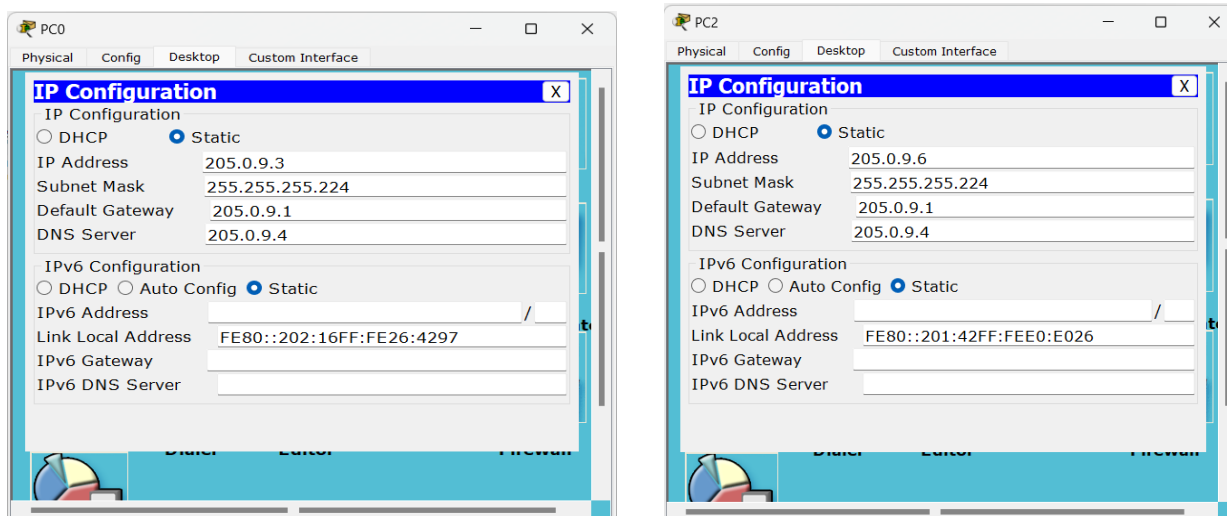 PC0
Physical Config Desktop Custom Interface
IP Configuration X
IP Configuration
DHCP Static
IP Address 205.0.9.3
Subnet Mask 255.255.255.224
Default Gateway 205.0.9.1
DNS Server 205.0.9.4
IPv6 Configuration
DHCP Auto Config Static
IPv6 Address /
Link Local Address FE80::202:16FF:FE26:4297
IPv6 Gateway
IPv6 DNS Server
Dialer Editor Firewall
PC2
Physical Config Desktop Custom Interface
IP Configuration X
IP Configuration
DHCP Static
IP Address 205.0.9.6
Subnet Mask 255.255.255.224
Default Gateway 205.0.9.1
DNS Server 205.0.9.4
IPv6 Configuration
DHCP Auto Config Static
IPv6 Address /
Link Local Address FE80::201:42FF:FEE0:E026
IPv6 Gateway
IPv6 DNS Server
Dialer Editor Firewall